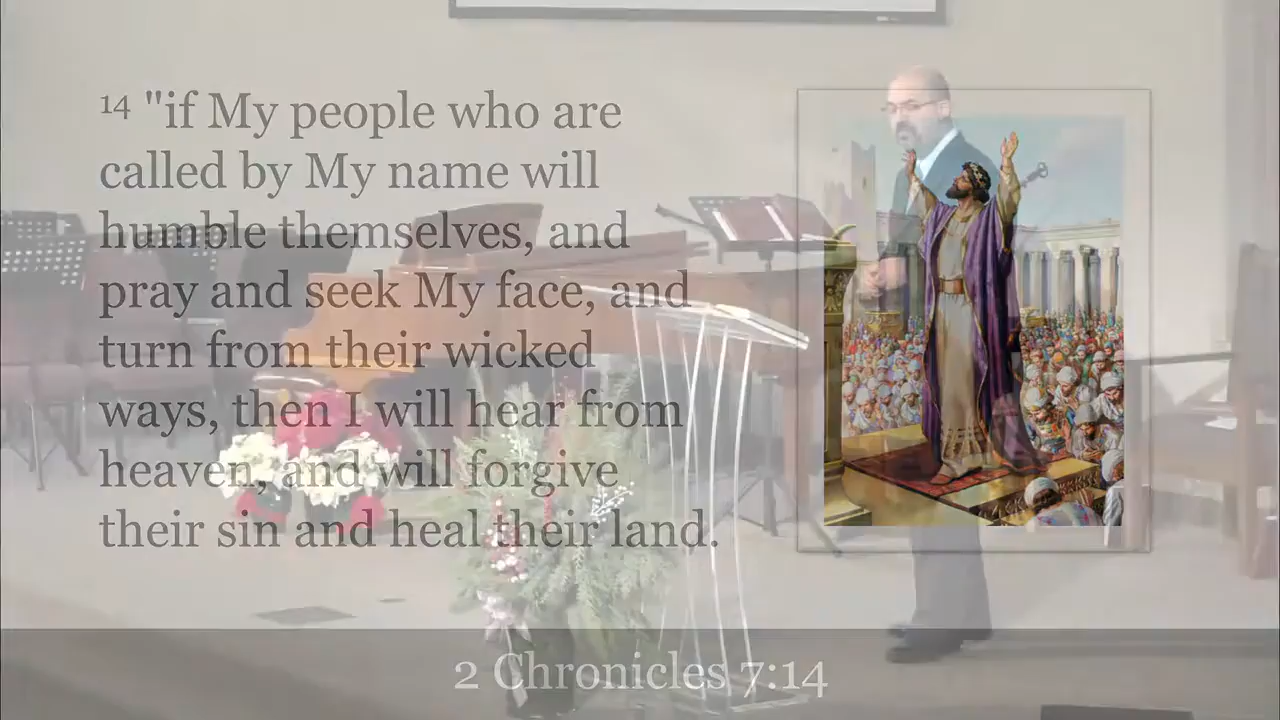 14 "if My people who are
called by My name will
humble themselves, and
pray and seek My face, and
turn from their wicked
ways, then I will hear from
heaven, and will forgive
their sin and heal their land.
2 Chronicles 7:14